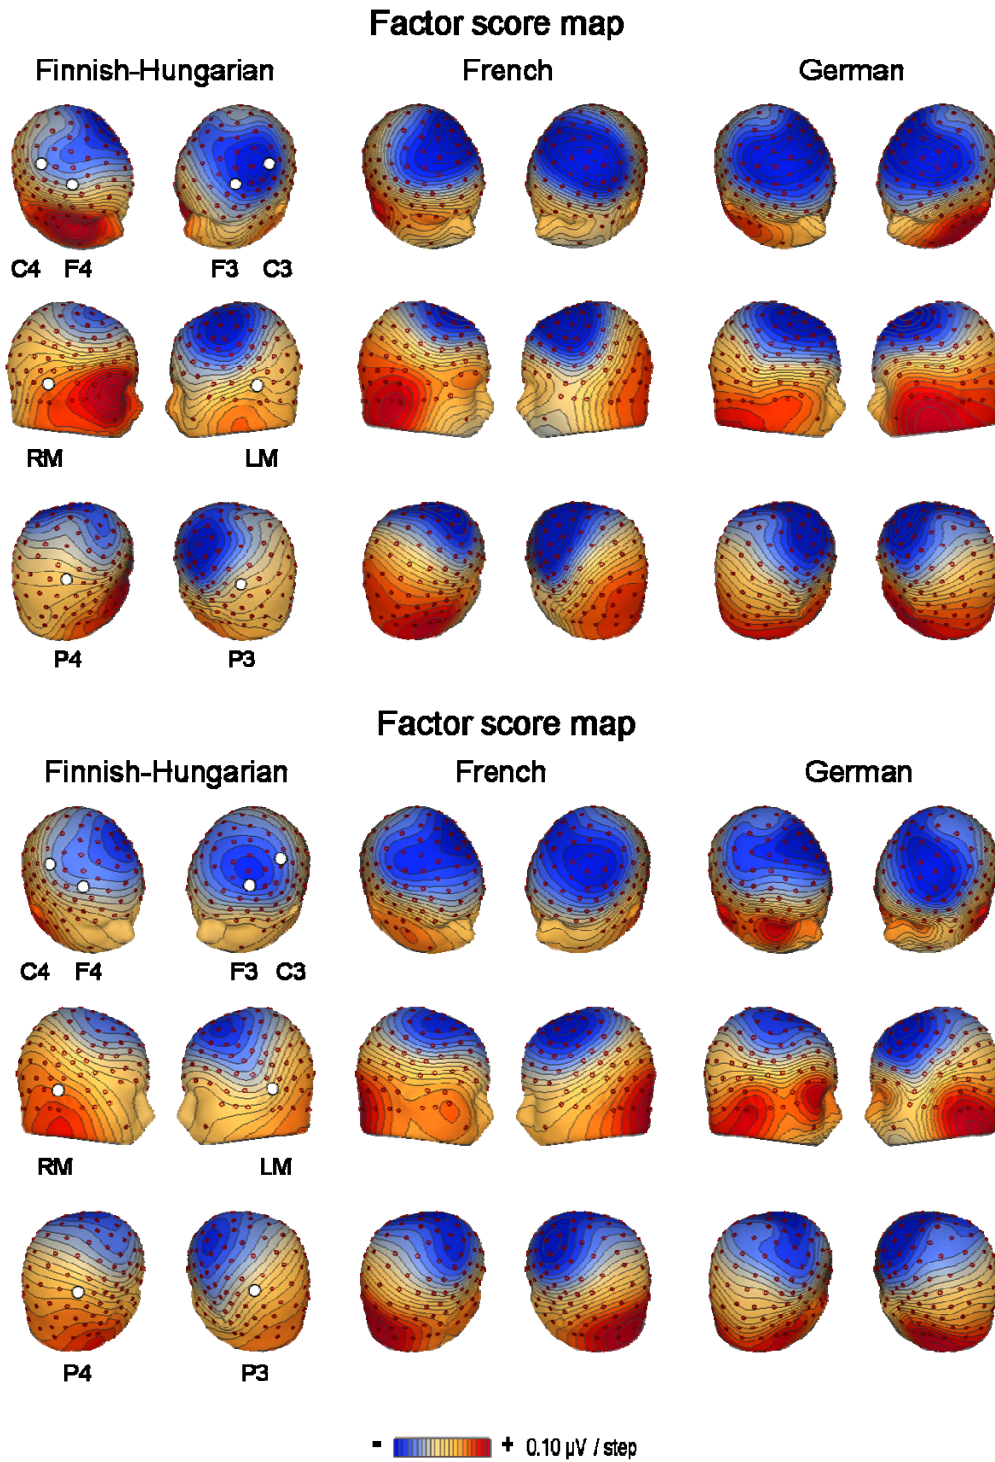 Factor score map
Finnish-Hungarian French German
C4 F4 F3 C3
RM LM
P4 P3
Factor score map
Finnish-Hungarian French German
C4 F4 F3 C3
RM LM
P4 P3
- + 0.10 µV / step